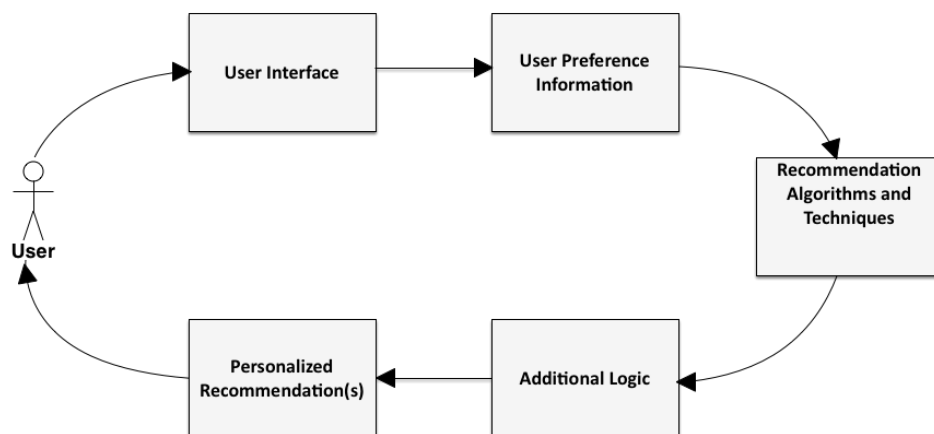 User Interface
User Preference
Information
Recommendation
Algorithms and
Techniques
User
Personalized
Recommendation(s)
Additional Logic